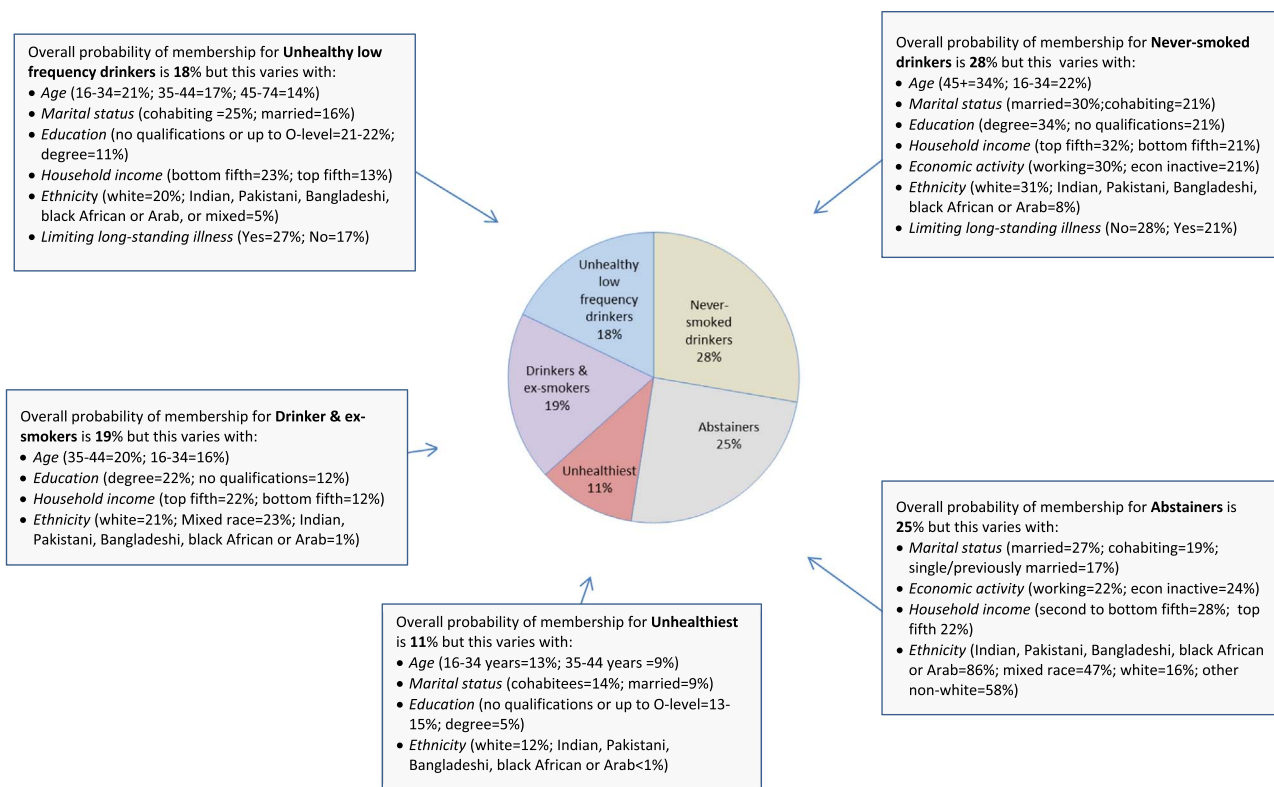 Overall probability of membership for Unhealthy low
frequency drinkers is 18% but this varies with:
• Age (16-34=21%; 35-44=17%; 45-74=14%)
• Marital status (cohabiting =25%; married=16%)
• Education (no qualifications or up to O-level=21-22%;
degree=11%)
• Household income (bottom fifth=23%; top fifth=13%)
• Ethnicity (white=20%; Indian, Pakistani, Bangladeshi,
black African or Arab, or mixed=5%)
• Limiting long-standing illness (Yes=27%; No=17%)
Overall probability of membership for Never-smoked
drinkers is 28% but this  varies with:
• Age (45+=34%; 16-34=22%)
• Marital status (married=30%;cohabiting=21%)
• Education (degree=34%; no qualifications=21%)
• Household income (top fifth=32%; bottom fifth=21%)
• Economic activity (working=30%; econ inactive=21%)
• Ethnicity (white=31%; Indian, Pakistani, Bangladeshi,
black African or Arab=8%)
• Limiting long-standing illness (No=28%; Yes=21%)
Unhealthy
low
frequency
drinkers
18%
Never-
smoked
drinkers
28%
Drinkers &
ex-smokers
19%
Abstainers
25%
Unhealthiest
11%
Overall probability of membership for Drinker & ex-
smokers is 19% but this varies with:
• Age (35-44=20%; 16-34=16%)
• Education (degree=22%; no qualifications=12%)
• Household income (top fifth=22%; bottom fifth=12%)
• Ethnicity (white=21%; Mixed race=23%; Indian,
Pakistani, Bangladeshi, black African or Arab=1%)
Overall probability of membership for Abstainers is
25% but this varies with:
• Marital status (married=27%; cohabiting=19%;
single/previously married=17%)
• Economic activity (working=22%; econ inactive=24%)
• Household income (second to bottom fifth=28%;  top
fifth 22%)
• Ethnicity (Indian, Pakistani, Bangladeshi, black African
or Arab=86%; mixed race=47%; white=16%; other
non-white=58%)
Overall probability of membership for Unhealthiest
is 11% but this varies with:
• Age (16-34 years=13%; 35-44 years =9%)
• Marital status (cohabitees=14%; married=9%)
• Education (no qualifications or up to O-level=13-
15%; degree=5%)
• Ethnicity (white=12%; Indian, Pakistani,
Bangladeshi, black African or Arab<1%)